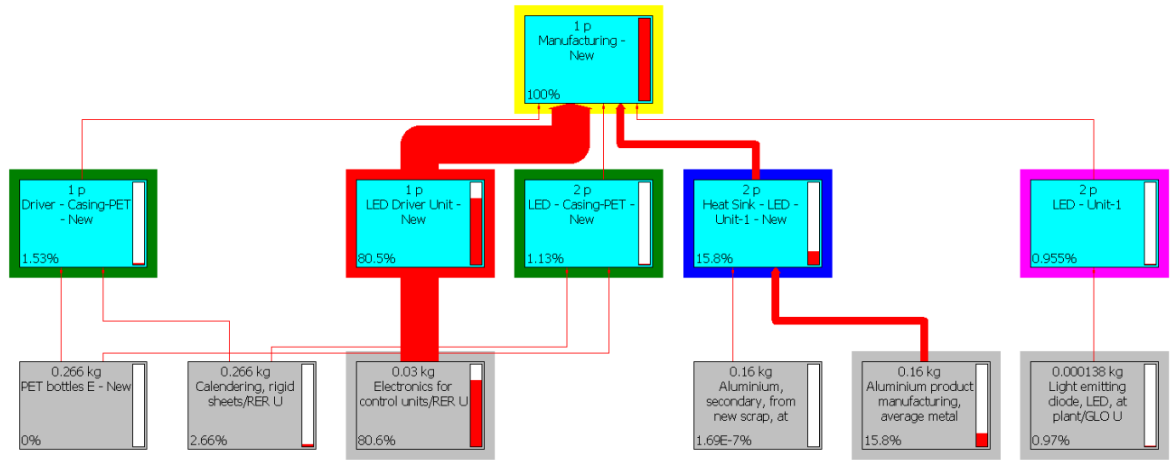 1 p
Manufacturing -
New
100%
1 p
Driver - Casing-PET
- New
1.53%
1 p
LED Driver Unit -
New
80.5%
2 p
LED - Casing-PET -
New
1.13%
2 p
Heat Sink - LED -
Unit-1 - New
15.8%
2 p
LED - Unit-1
0.955%
0.266 kg
PET bottles E - New
0%
0.266 kg
Calendering, rigid
sheets/RER U
2.66%
0.03 kg
Electronics for
control units/RER U
80.6%
0.16 kg
Aluminium,
secondary, from
new scrap, at
1.69E-7%
0.16 kg
Aluminium product
manufacturing,
average metal
15.8%
0.000138 kg
Light emitting
diode, LED, at
plant/GLO U
0.97%